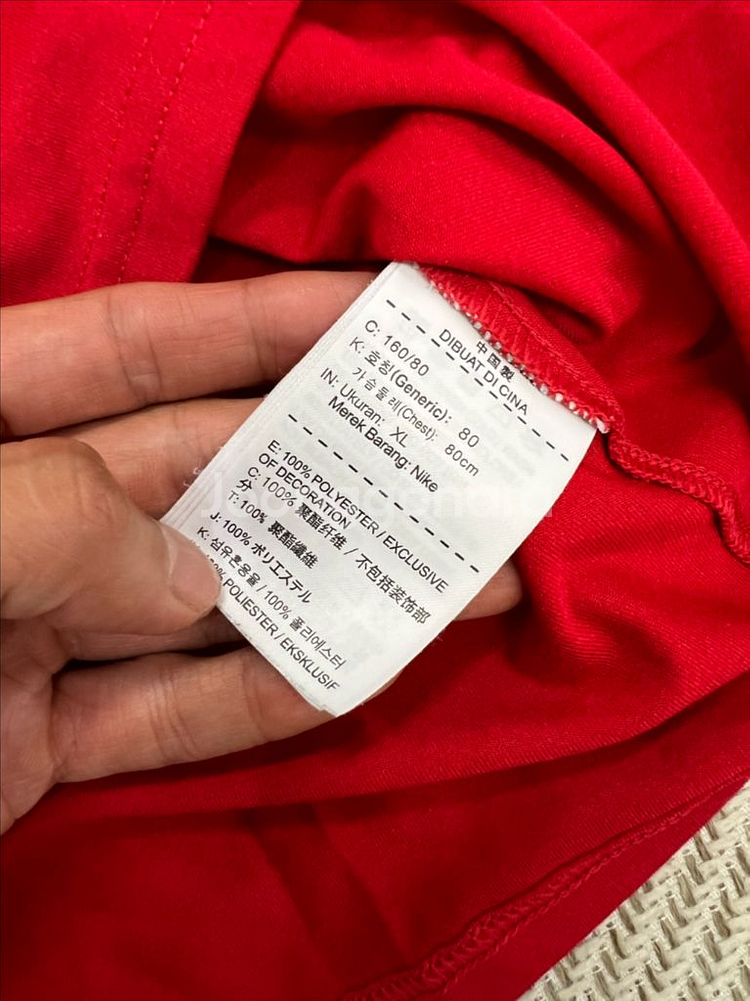 中国製
DIBUAT DI CINA
C: 160/80
K: 호칭(Generic): 80
가슴둘레(Chest): 80cm
IN: Ukuran: XL
Merek Barang: Nike
E: 100% POLYESTER / EXCLUSIVE
OF DECORATION
C: 100% 聚酯纤维 / 不包括装饰部
分
T: 100% 聚酯纖維
J: 100% ポリエステル
K: 섬유혼용율 / 100% 폴리에스터
POLIESTER / EKSKLUSIF